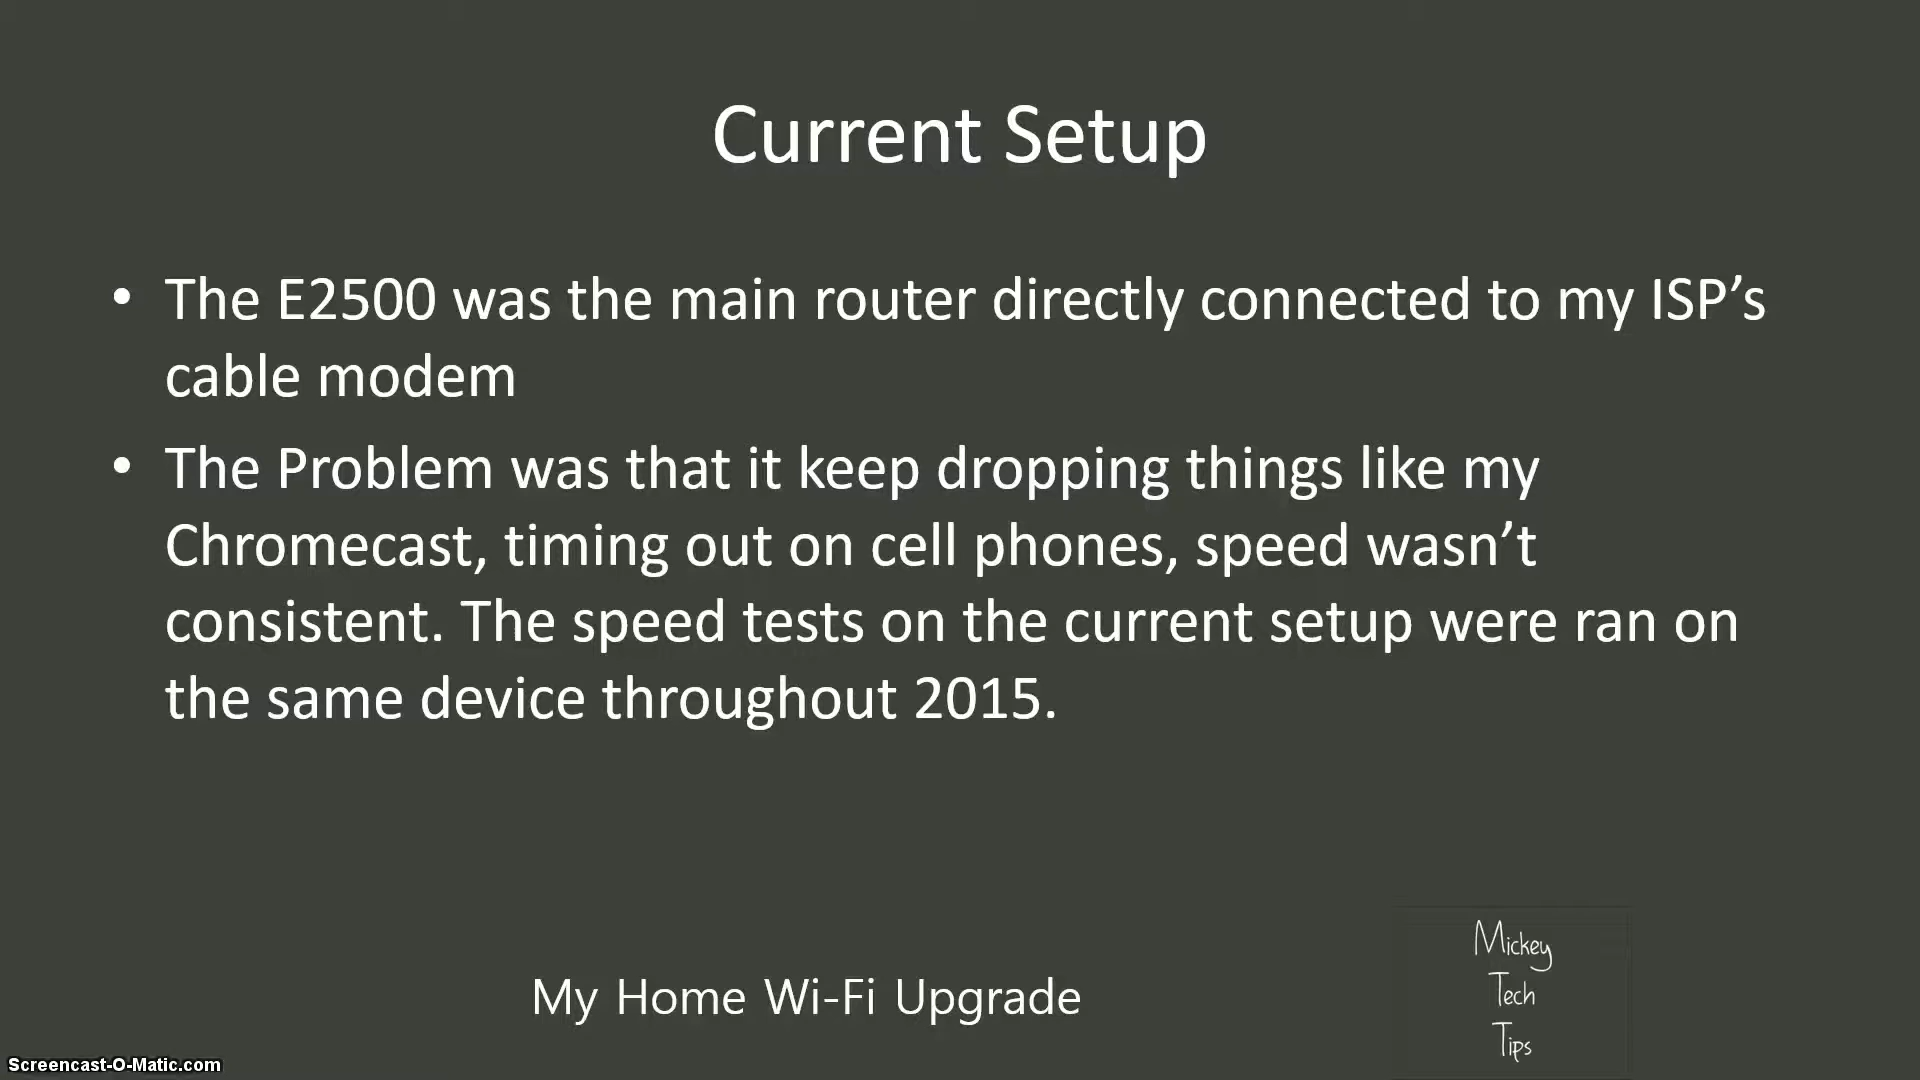 Current Setup
• The E2500 was the main router directly connected to my ISP’s
cable modem
• The Problem was that it keep dropping things like my
Chromecast, timing out on cell phones, speed wasn’t
consistent. The speed tests on the current setup were ran on
the same device throughout 2015.
My Home Wi-Fi Upgrade
Mickey
Tech
Tips
Screencast-O-Matic.com